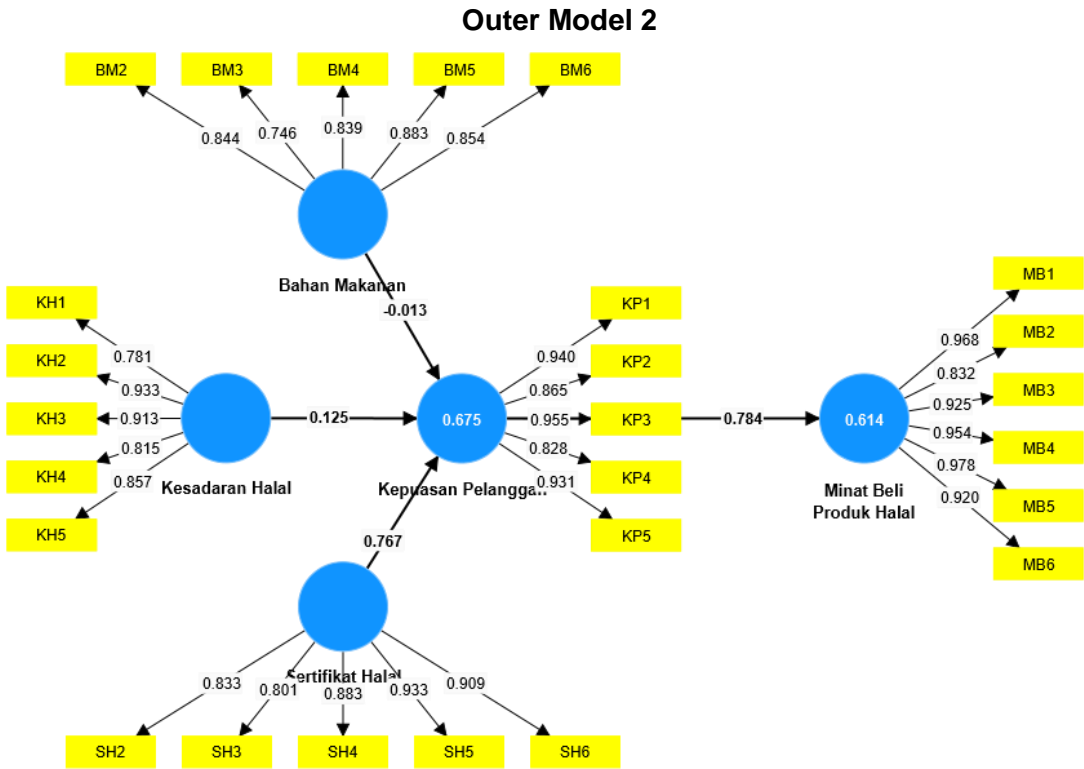 Outer Model 2
BM2 BM3 BM4 BM5 BM6
0.844 0.746 0.839 0.883 0.854
Bahan Makanan
-0.013
KH1
KH2
KH3
KH4
KH5
0.781
0.933
0.913
0.815
0.857
Kesadaran Halal
0.125
0.675
Kepuasan Pelanggan
KP1
KP2
KP3
KP4
KP5
0.940
0.865
0.955
0.828
0.931
0.784
0.614
Minat Beli
Produk Halal
MB1
MB2
MB3
MB4
MB5
MB6
0.968
0.832
0.925
0.954
0.978
0.920
0.767
Sertifikat Halal
0.833 0.801 0.883 0.933 0.909
SH2 SH3 SH4 SH5 SH6